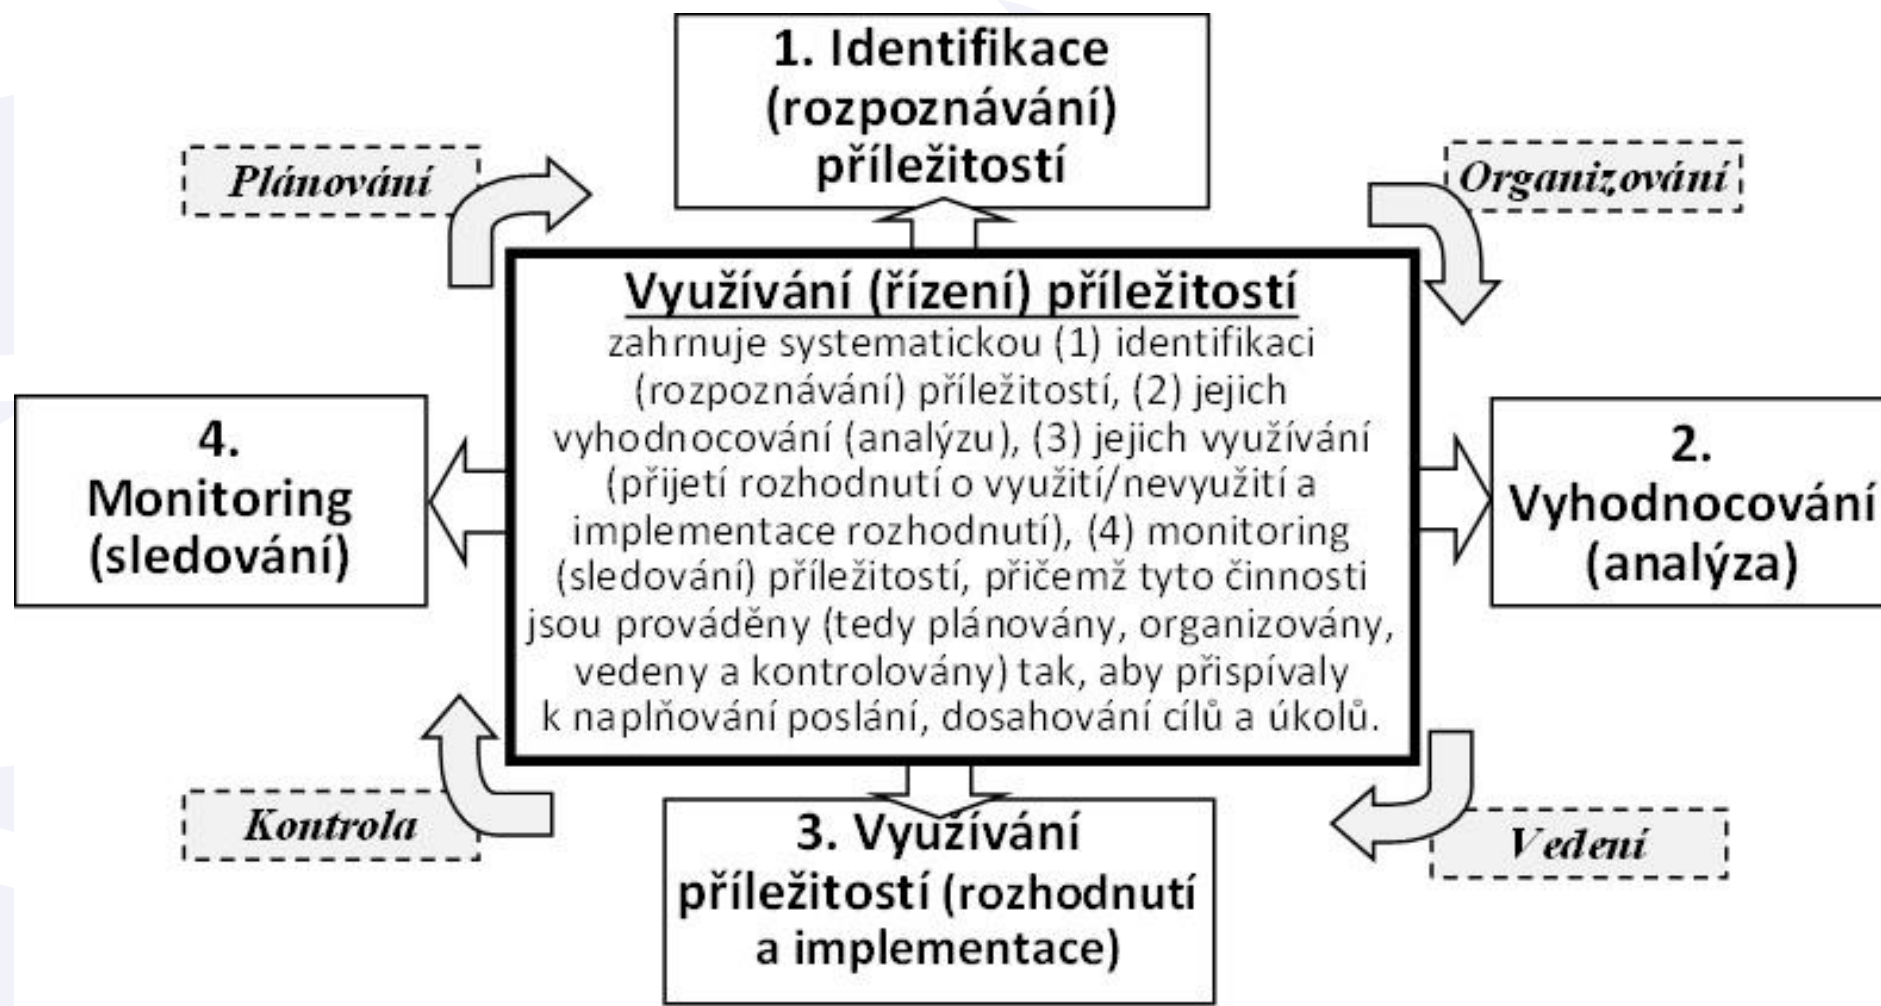 1. Identifikace
(rozpoznávání)
příležitostí
Plánování
Organizování
Využívání (řízení) příležitostí
zahrnuje systematickou (1) identifikaci
(rozpoznávání) příležitostí, (2) jejich
vyhodnocování (analýzu), (3) jejich využívání
(přijetí rozhodnutí o využití/nevyužití a
implementace rozhodnutí), (4) monitoring
(sledování) příležitostí, přičemž tyto činnosti
jsou prováděny (tedy plánovány, organizovány,
vedeny a kontrolovány) tak, aby přispívaly
k naplňování poslání, dosahování cílů a úkolů.
4.
Monitoring
(sledování)
2.
Vyhodnocování
(analýza)
Kontrola
Vedení
3. Využívání
příležitostí (rozhodnutí
a implementace)